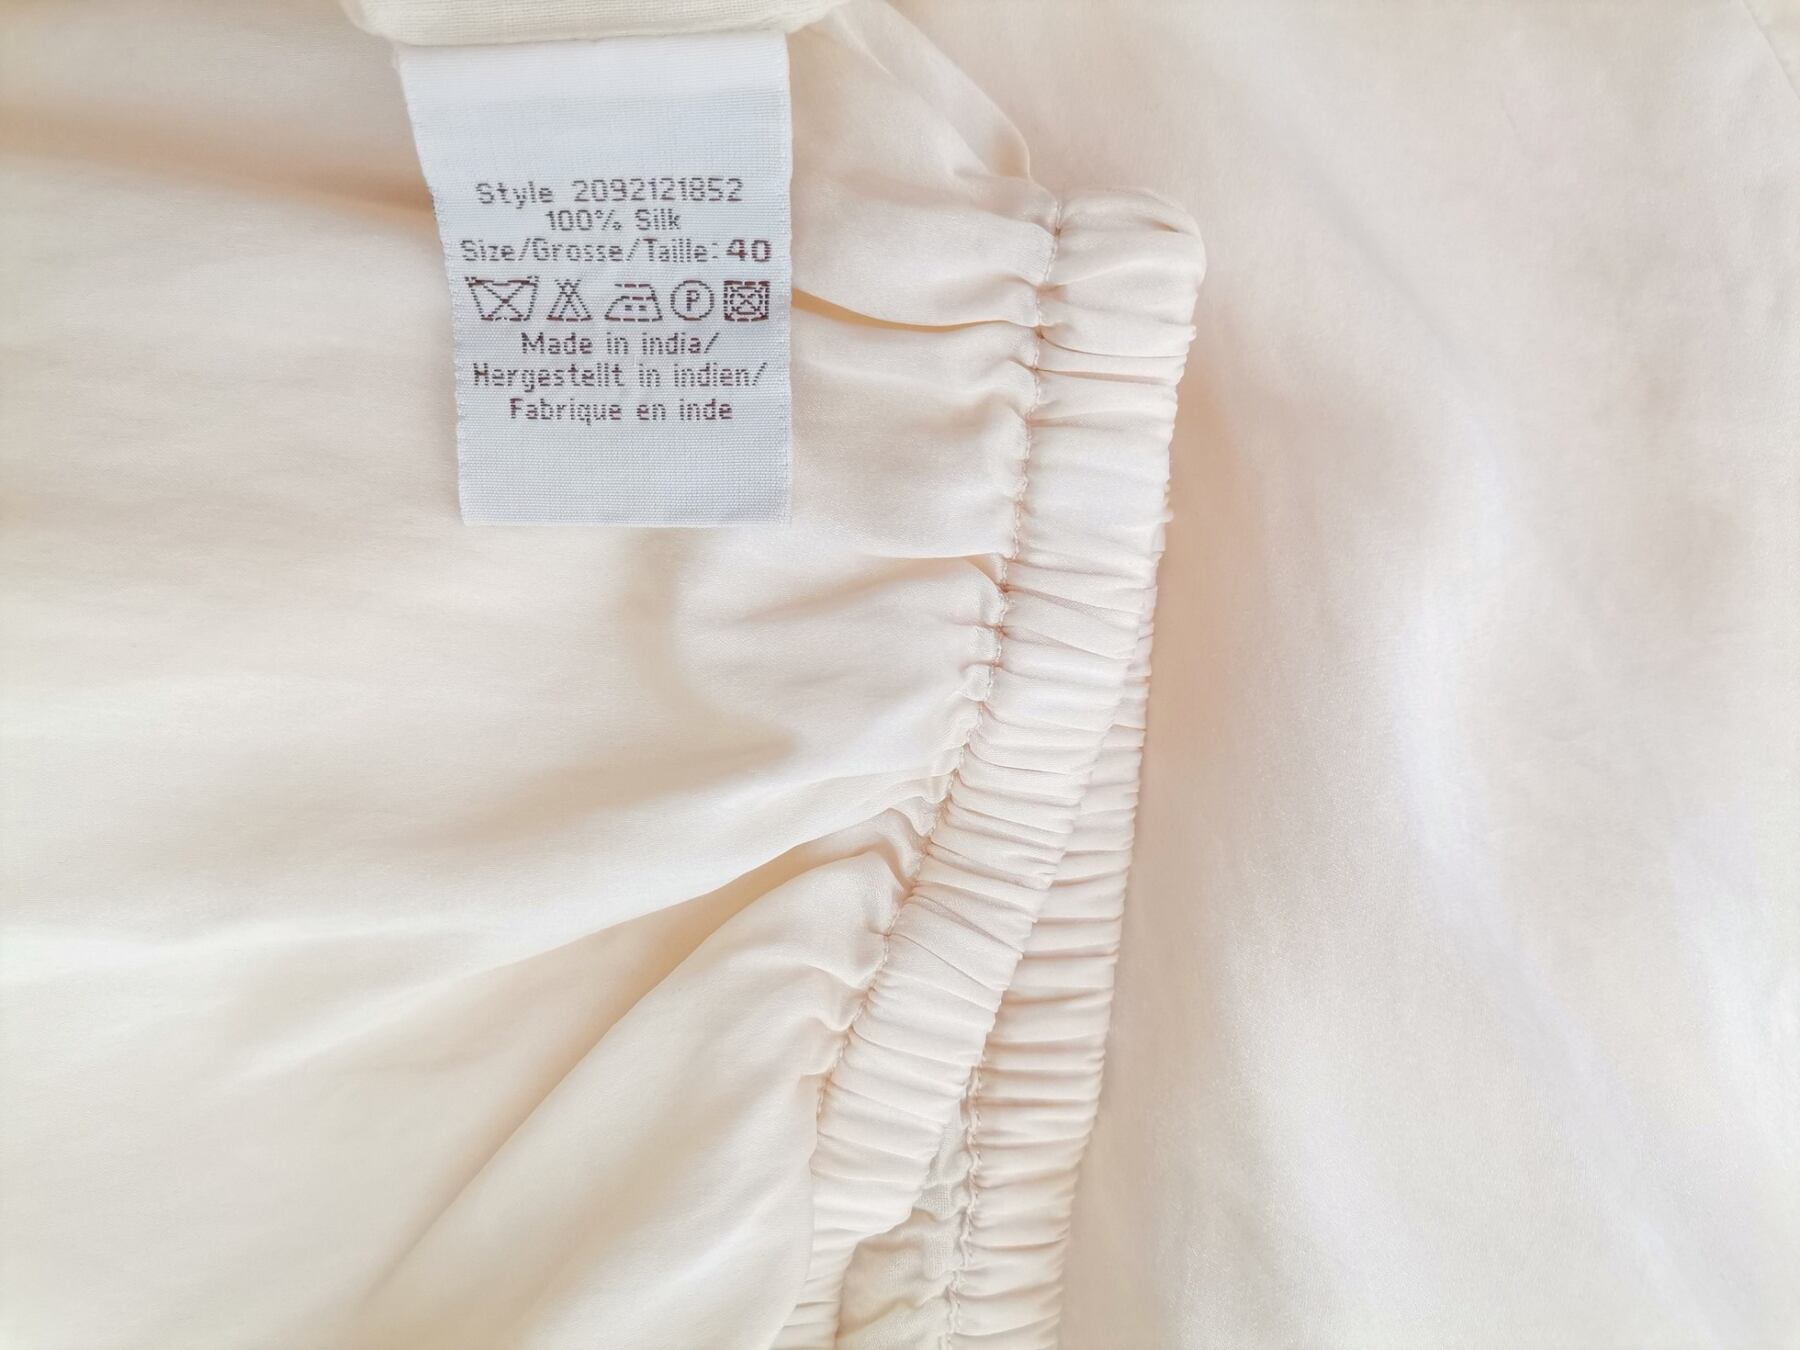 Style 2092121852
100% Silk
Size/Grosse/Taille: 40
P
Made in india/
Hergestellt in indien/
Fabrique en inde